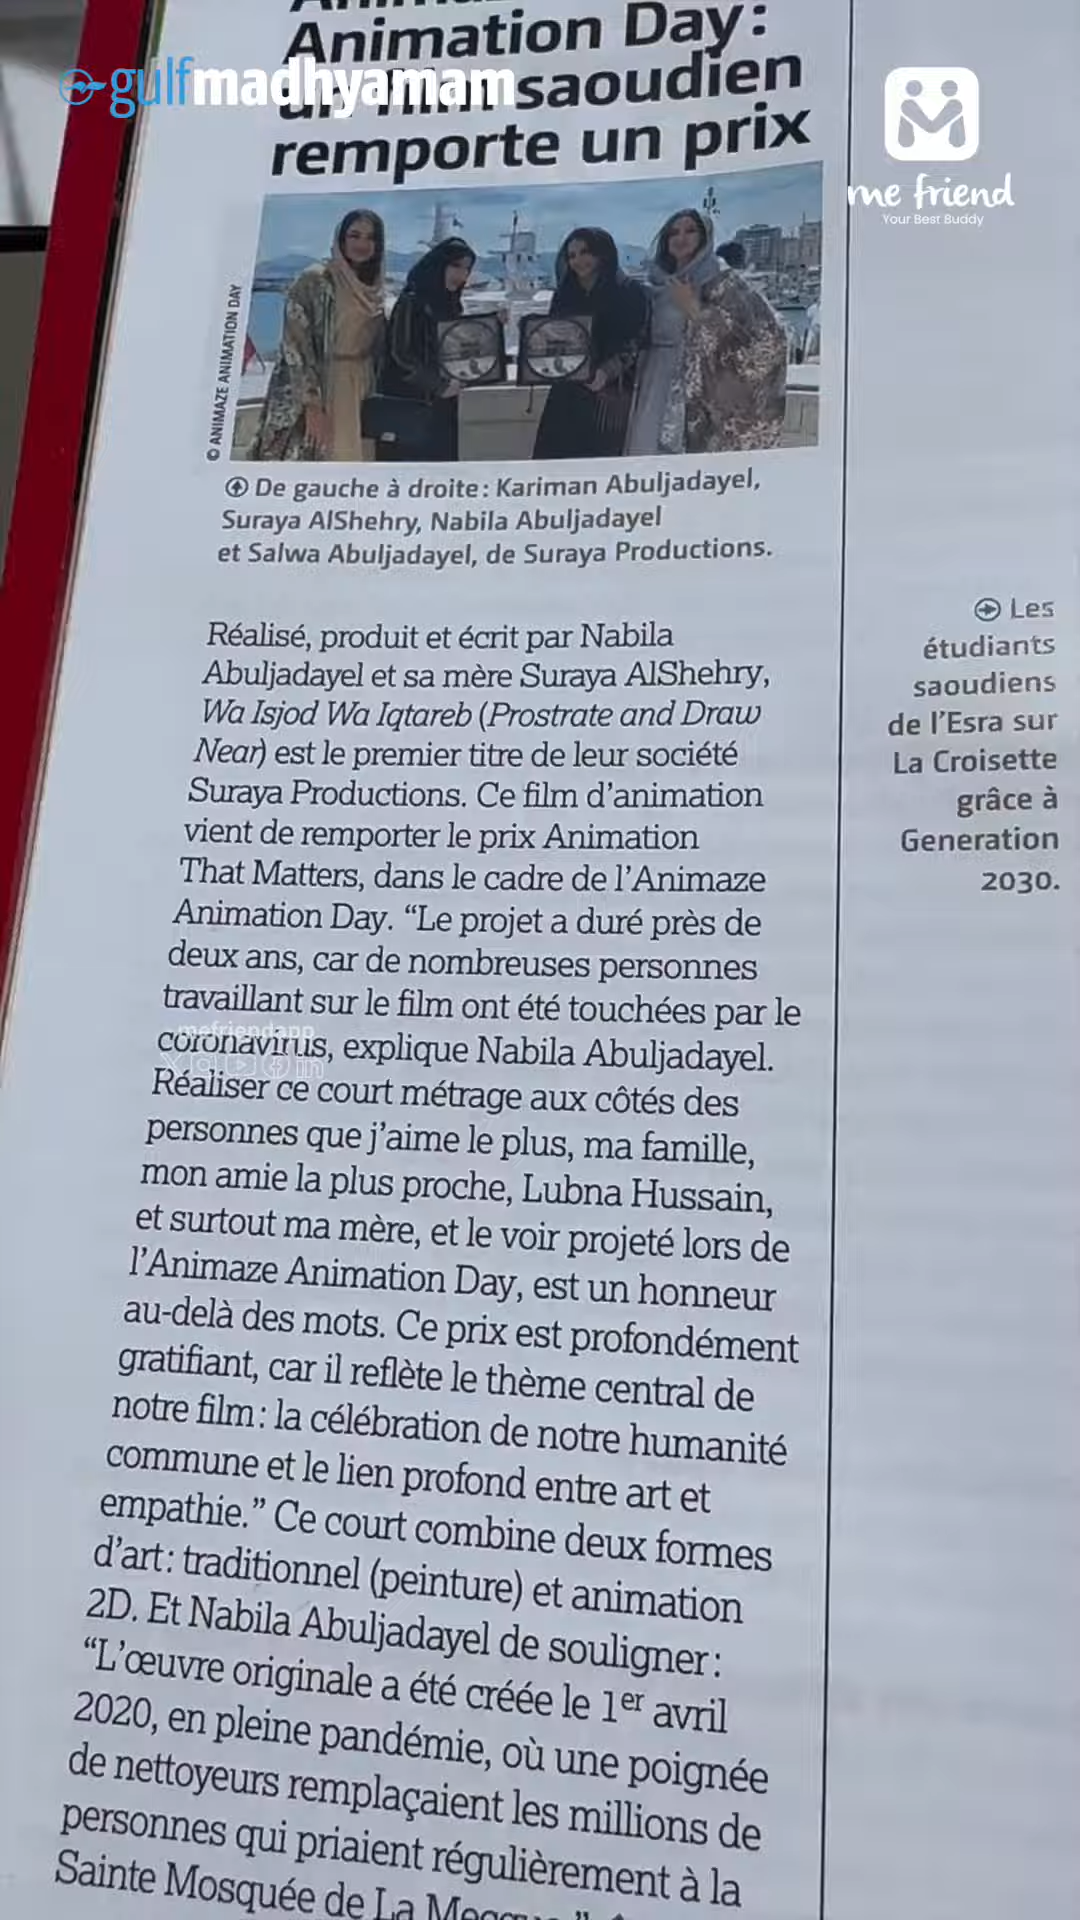 Animation Day:
un film saoudien
remporte un prix
gulfmadhyamam
me friend
Your Best Buddy
© ANIMAZE ANIMATION DAY
De gauche à droite : Kariman Abuljadayel,
Suraya AlShehry, Nabila Abuljadayel
et Salwa Abuljadayel, de Suraya Productions.
Réalisé, produit et écrit par Nabila
Abuljadayel et sa mère Suraya AlShehry,
Wa Isjod Wa Iqtareb (Prostrate and Draw
Near) est le premier titre de leur société
Suraya Productions. Ce film d’animation
vient de remporter le prix Animation
That Matters, dans le cadre de l’Animaze
Animation Day. “Le projet a duré près de
deux ans, car de nombreuses personnes
travaillant sur le film ont été touchées par le
coronavirus, explique Nabila Abuljadayel.
Réaliser ce court métrage aux côtés des
personnes que j’aime le plus, ma famille,
mon amie la plus proche, Lubna Hussain,
et surtout ma mère, et le voir projeté lors de
l’Animaze Animation Day, est un honneur
au-delà des mots. Ce prix est profondément
gratifiant, car il reflète le thème central de
notre film : la célébration de notre humanité
commune et le lien profond entre art et
empathie.” Ce court combine deux formes
d’art : traditionnel (peinture) et animation
2D. Et Nabila Abuljadayel de souligner :
“L’œuvre originale a été créée le 1er avril
2020, en pleine pandémie, où une poignée
de nettoyeurs remplaçaient les millions de
personnes qui priaient régulièrement à la
Sainte Mosquée de La Mecque.”
mefriendapp
Les
étudiants
saoudiens
de l’Esra sur
La Croisette
grâce à
Generation
2030.